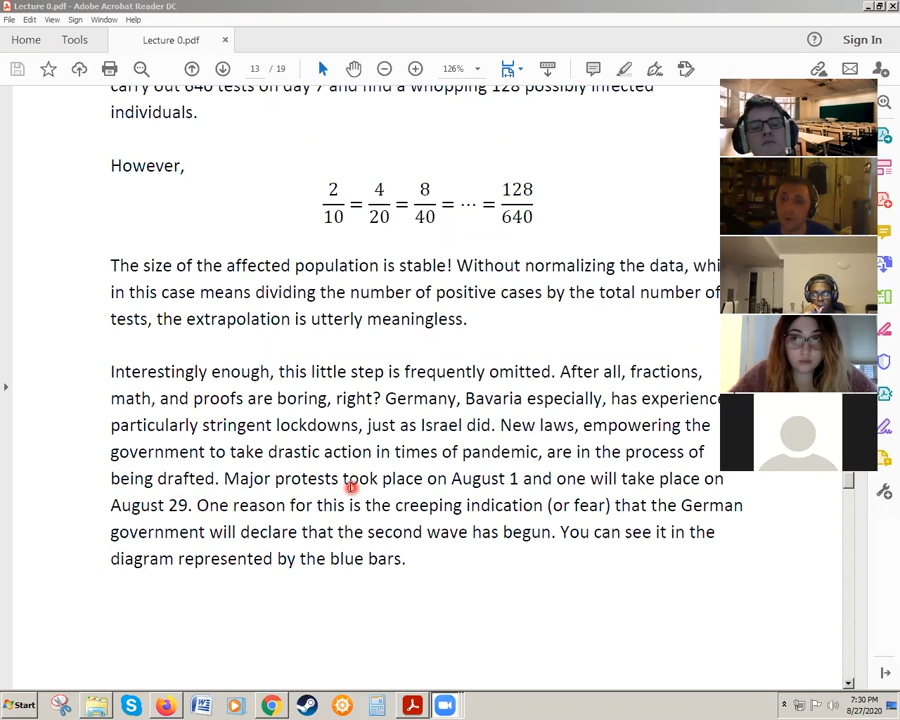 Lecture 0.pdf - Adobe Acrobat Reader DC
File Edit View Sign Window Help
Home Tools Lecture 0.pdf × Sign In
13 / 19 126%
carry out 640 tests on day 7 and find a whopping 128 possibly infected
individuals.
However,
2/10 = 4/20 = 8/40 = ⋯ = 128/640
The size of the affected population is stable! Without normalizing the data, whi
in this case means dividing the number of positive cases by the total number of
tests, the extrapolation is utterly meaningless.
Interestingly enough, this little step is frequently omitted. After all, fractions,
math, and proofs are boring, right? Germany, Bavaria especially, has experience
particularly stringent lockdowns, just as Israel did. New laws, empowering the
government to take drastic action in times of pandemic, are in the process of
being drafted. Major protests took place on August 1 and one will take place on
August 29. One reason for this is the creeping indication (or fear) that the German
government will declare that the second wave has begun. You can see it in the
diagram represented by the blue bars.
Start
7:30 PM
8/27/2020